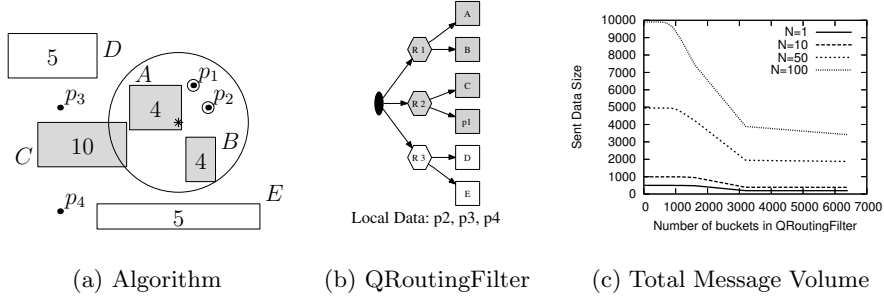 D
5
A
4
p1
p2
p3
C
10
4
B
p4
E
5
(a) Algorithm
R 1
R 2
R 3
A
B
C
p1
D
E
Local Data: p2, p3, p4
(b) QRoutingFilter
Sent Data Size
10000
9000
8000
7000
6000
5000
4000
3000
2000
1000
0
0 1000 2000 3000 4000 5000 6000 7000
Number of buckets in QRoutingFilter
N=1
N=10
N=50
N=100
(c) Total Message Volume